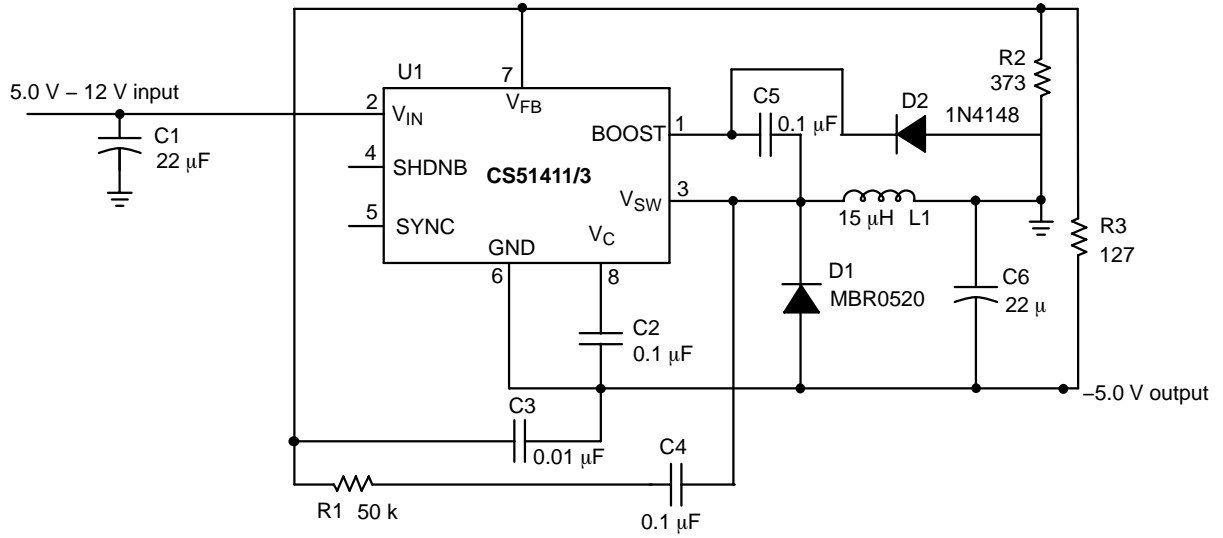 U1
5.0 V – 12 V input
C1
22 μF
2
VIN
7
VFB
BOOST
1
4
SHDNB
CS51411/3
VSW
3
5
SYNC
GND
VC
6
8
C5
0.1 μF
D2
1N4148
R2
373
15 μH L1
R3
127
D1
MBR0520
C6
22 μ
C2
0.1 μF
–5.0 V output
C3
0.01 μF
C4
0.1 μF
R1 50 k